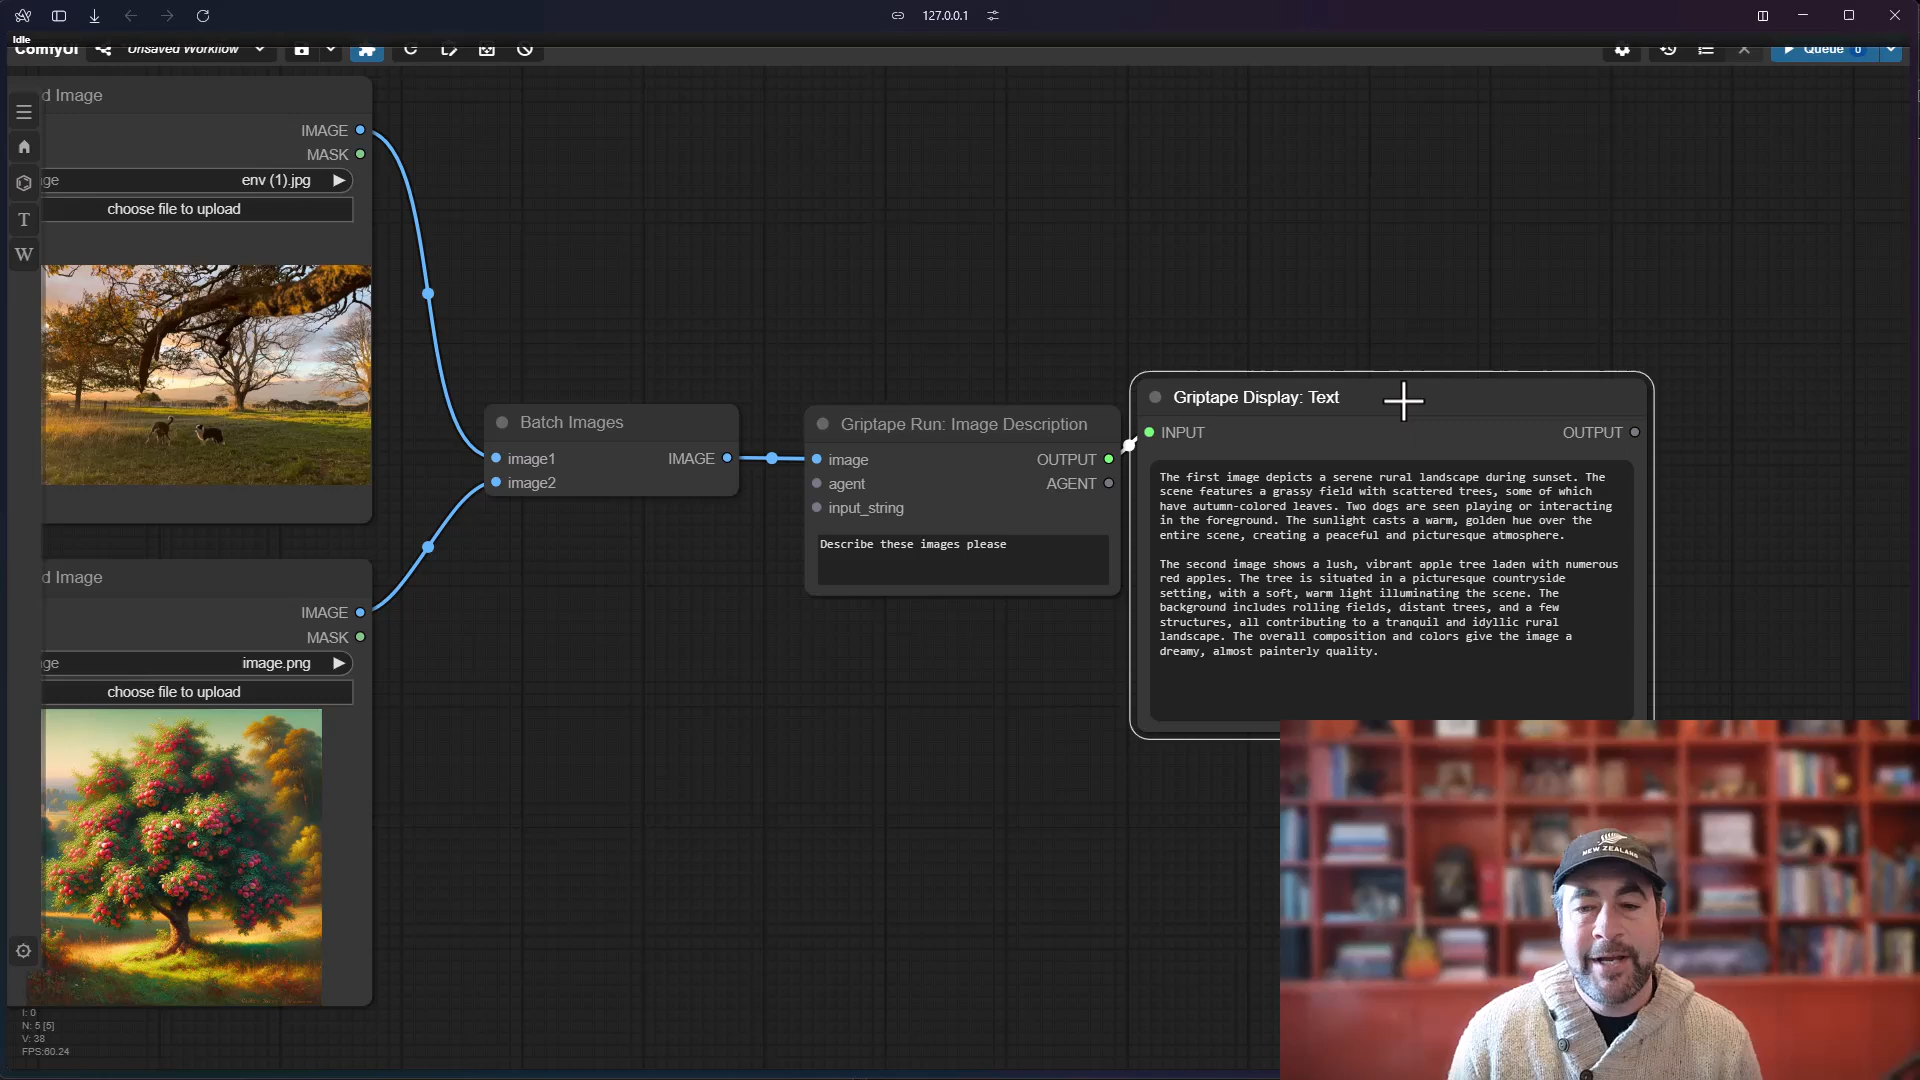 127.0.0.1
Idle
ComfyUI
Unsaved Workflow
Queue 0
d Image
IMAGE
MASK
ge env (1).jpg
choose file to upload
T
W
d Image
IMAGE
MASK
ge image.png
choose file to upload
I: 0
N: 5 [5]
V: 38
FPS:60.24
Batch Images
image1 IMAGE
image2
Griptape Run: Image Description
image OUTPUT
agent AGENT
input_string
Describe these images please
Griptape Display: Text
INPUT OUTPUT
The first image depicts a serene rural landscape during sunset. The
scene features a grassy field with scattered trees, some of which
have autumn-colored leaves. Two dogs are seen playing or interacting
in the foreground. The sunlight casts a warm, golden hue over the
entire scene, creating a peaceful and picturesque atmosphere.
The second image shows a lush, vibrant apple tree laden with numerous
red apples. The tree is situated in a picturesque countryside
setting, with a soft, warm light illuminating the scene. The
background includes rolling fields, distant trees, and a few
structures, all contributing to a tranquil and idyllic rural
landscape. The overall composition and colors give the image a
dreamy, almost painterly quality.
NEW ZEALAND